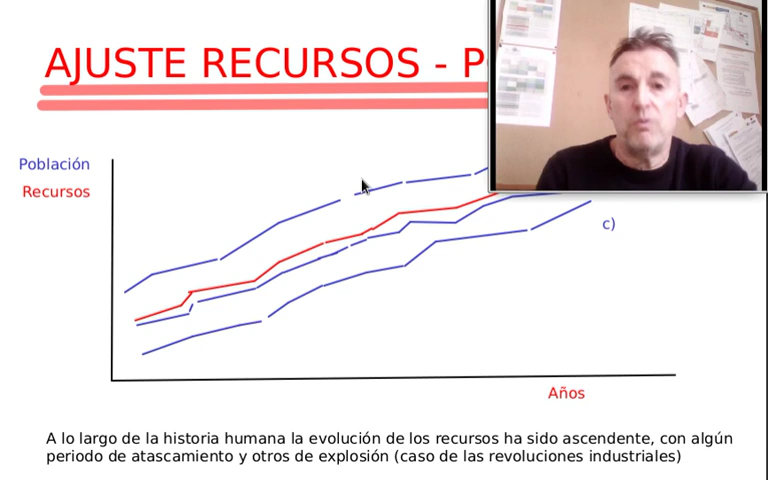 AJUSTE RECURSOS - P
Población
Recursos
c)
Años
A lo largo de la historia humana la evolución de los recursos ha sido ascendente, con algún
periodo de atascamiento y otros de explosión (caso de las revoluciones industriales)